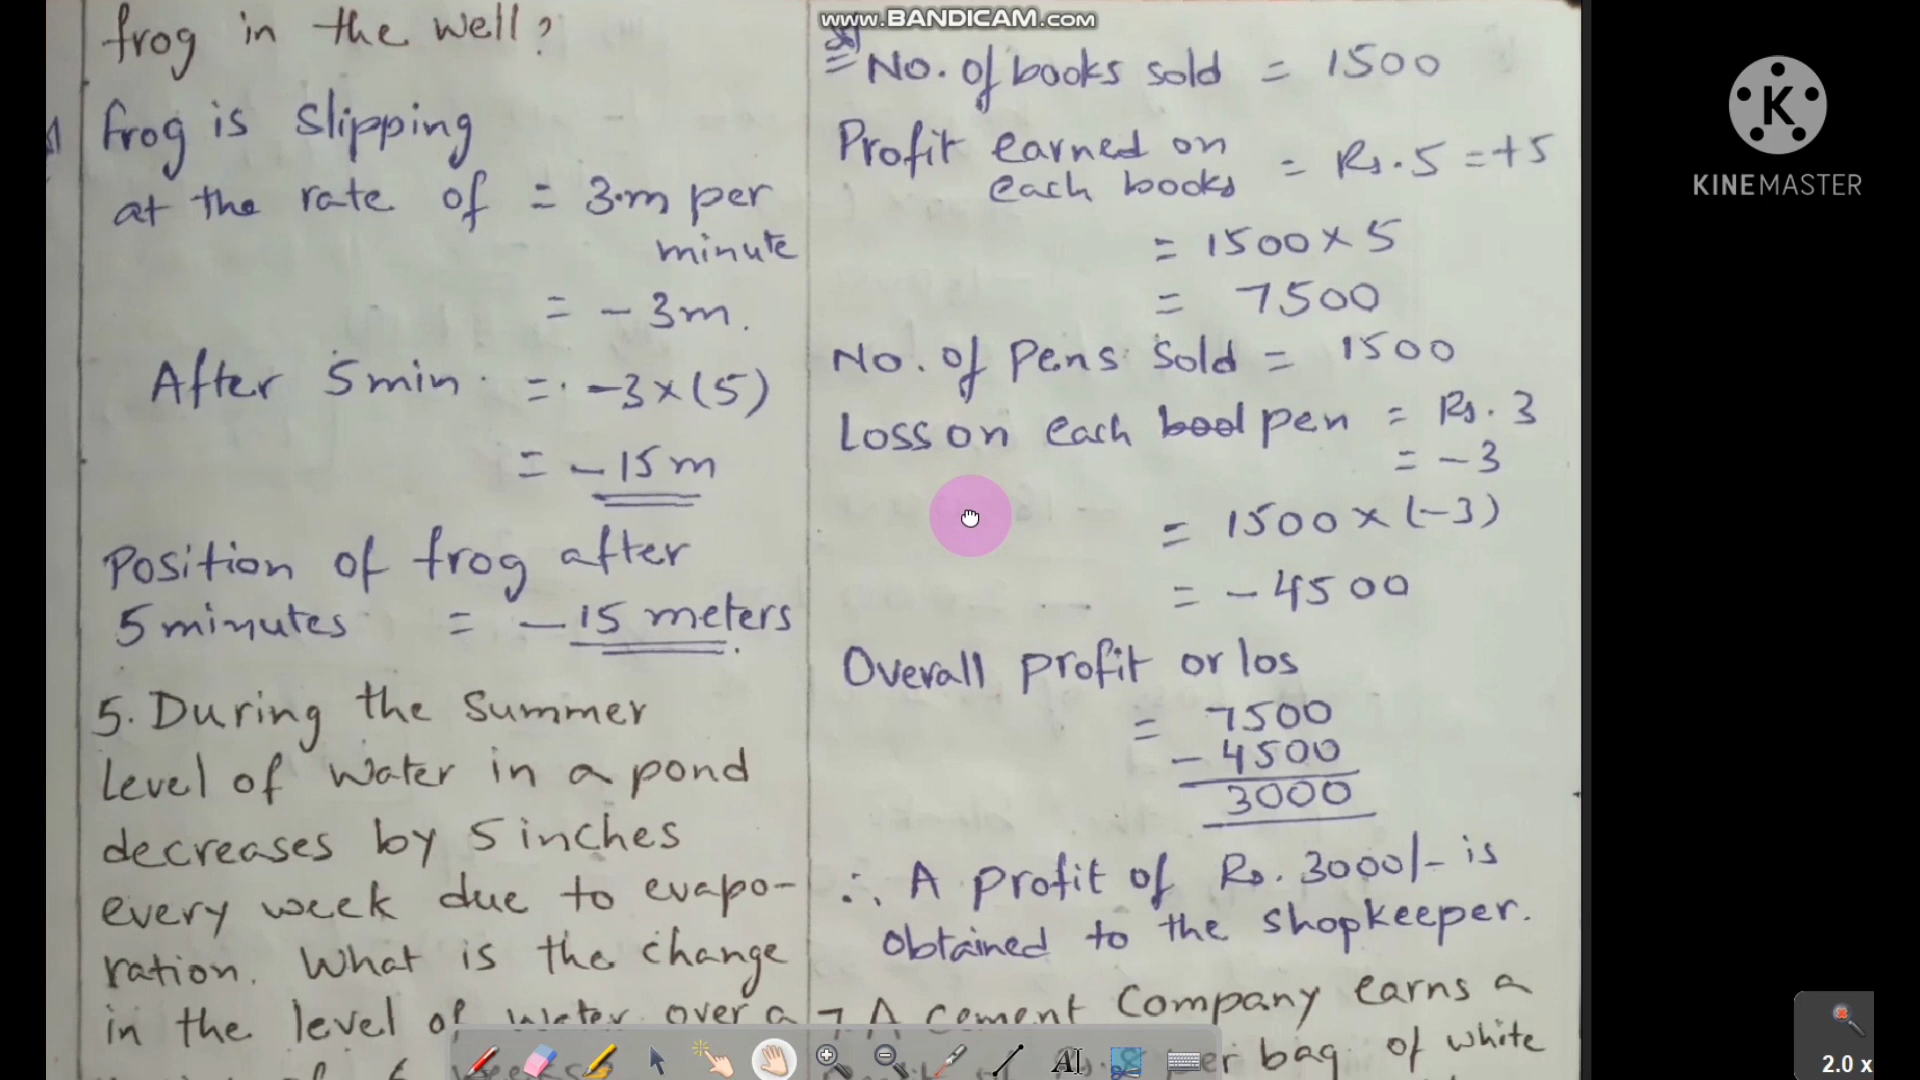 frog in the well?
frog is slipping
at the rate of = 3m per
minute
= - 3m.
After 5 min = -3×(5)
= -15m
Position of frog after
5 minutes = -15 meters
5. During the summer
level of water in a pond
decreases by 5 inches
every week due to evapo-
ration. What is the change
in the level of water over a
www.BANDICAM.com
No. of books sold = 1500
Profit earned on
each books = Rs. 5 = +5
= 1500 × 5
= 7500
No. of Pens sold = 1500
Loss on each pen = Rs. 3
= -3
= 1500 × (-3)
= - 4500
Overall profit or los
= 7500
- 4500
3000
∴ A profit of Rs. 3000/- is
obtained to the shopkeeper.
7. A cement company earns a
per bag of white
KINEMASTER
2.0 x